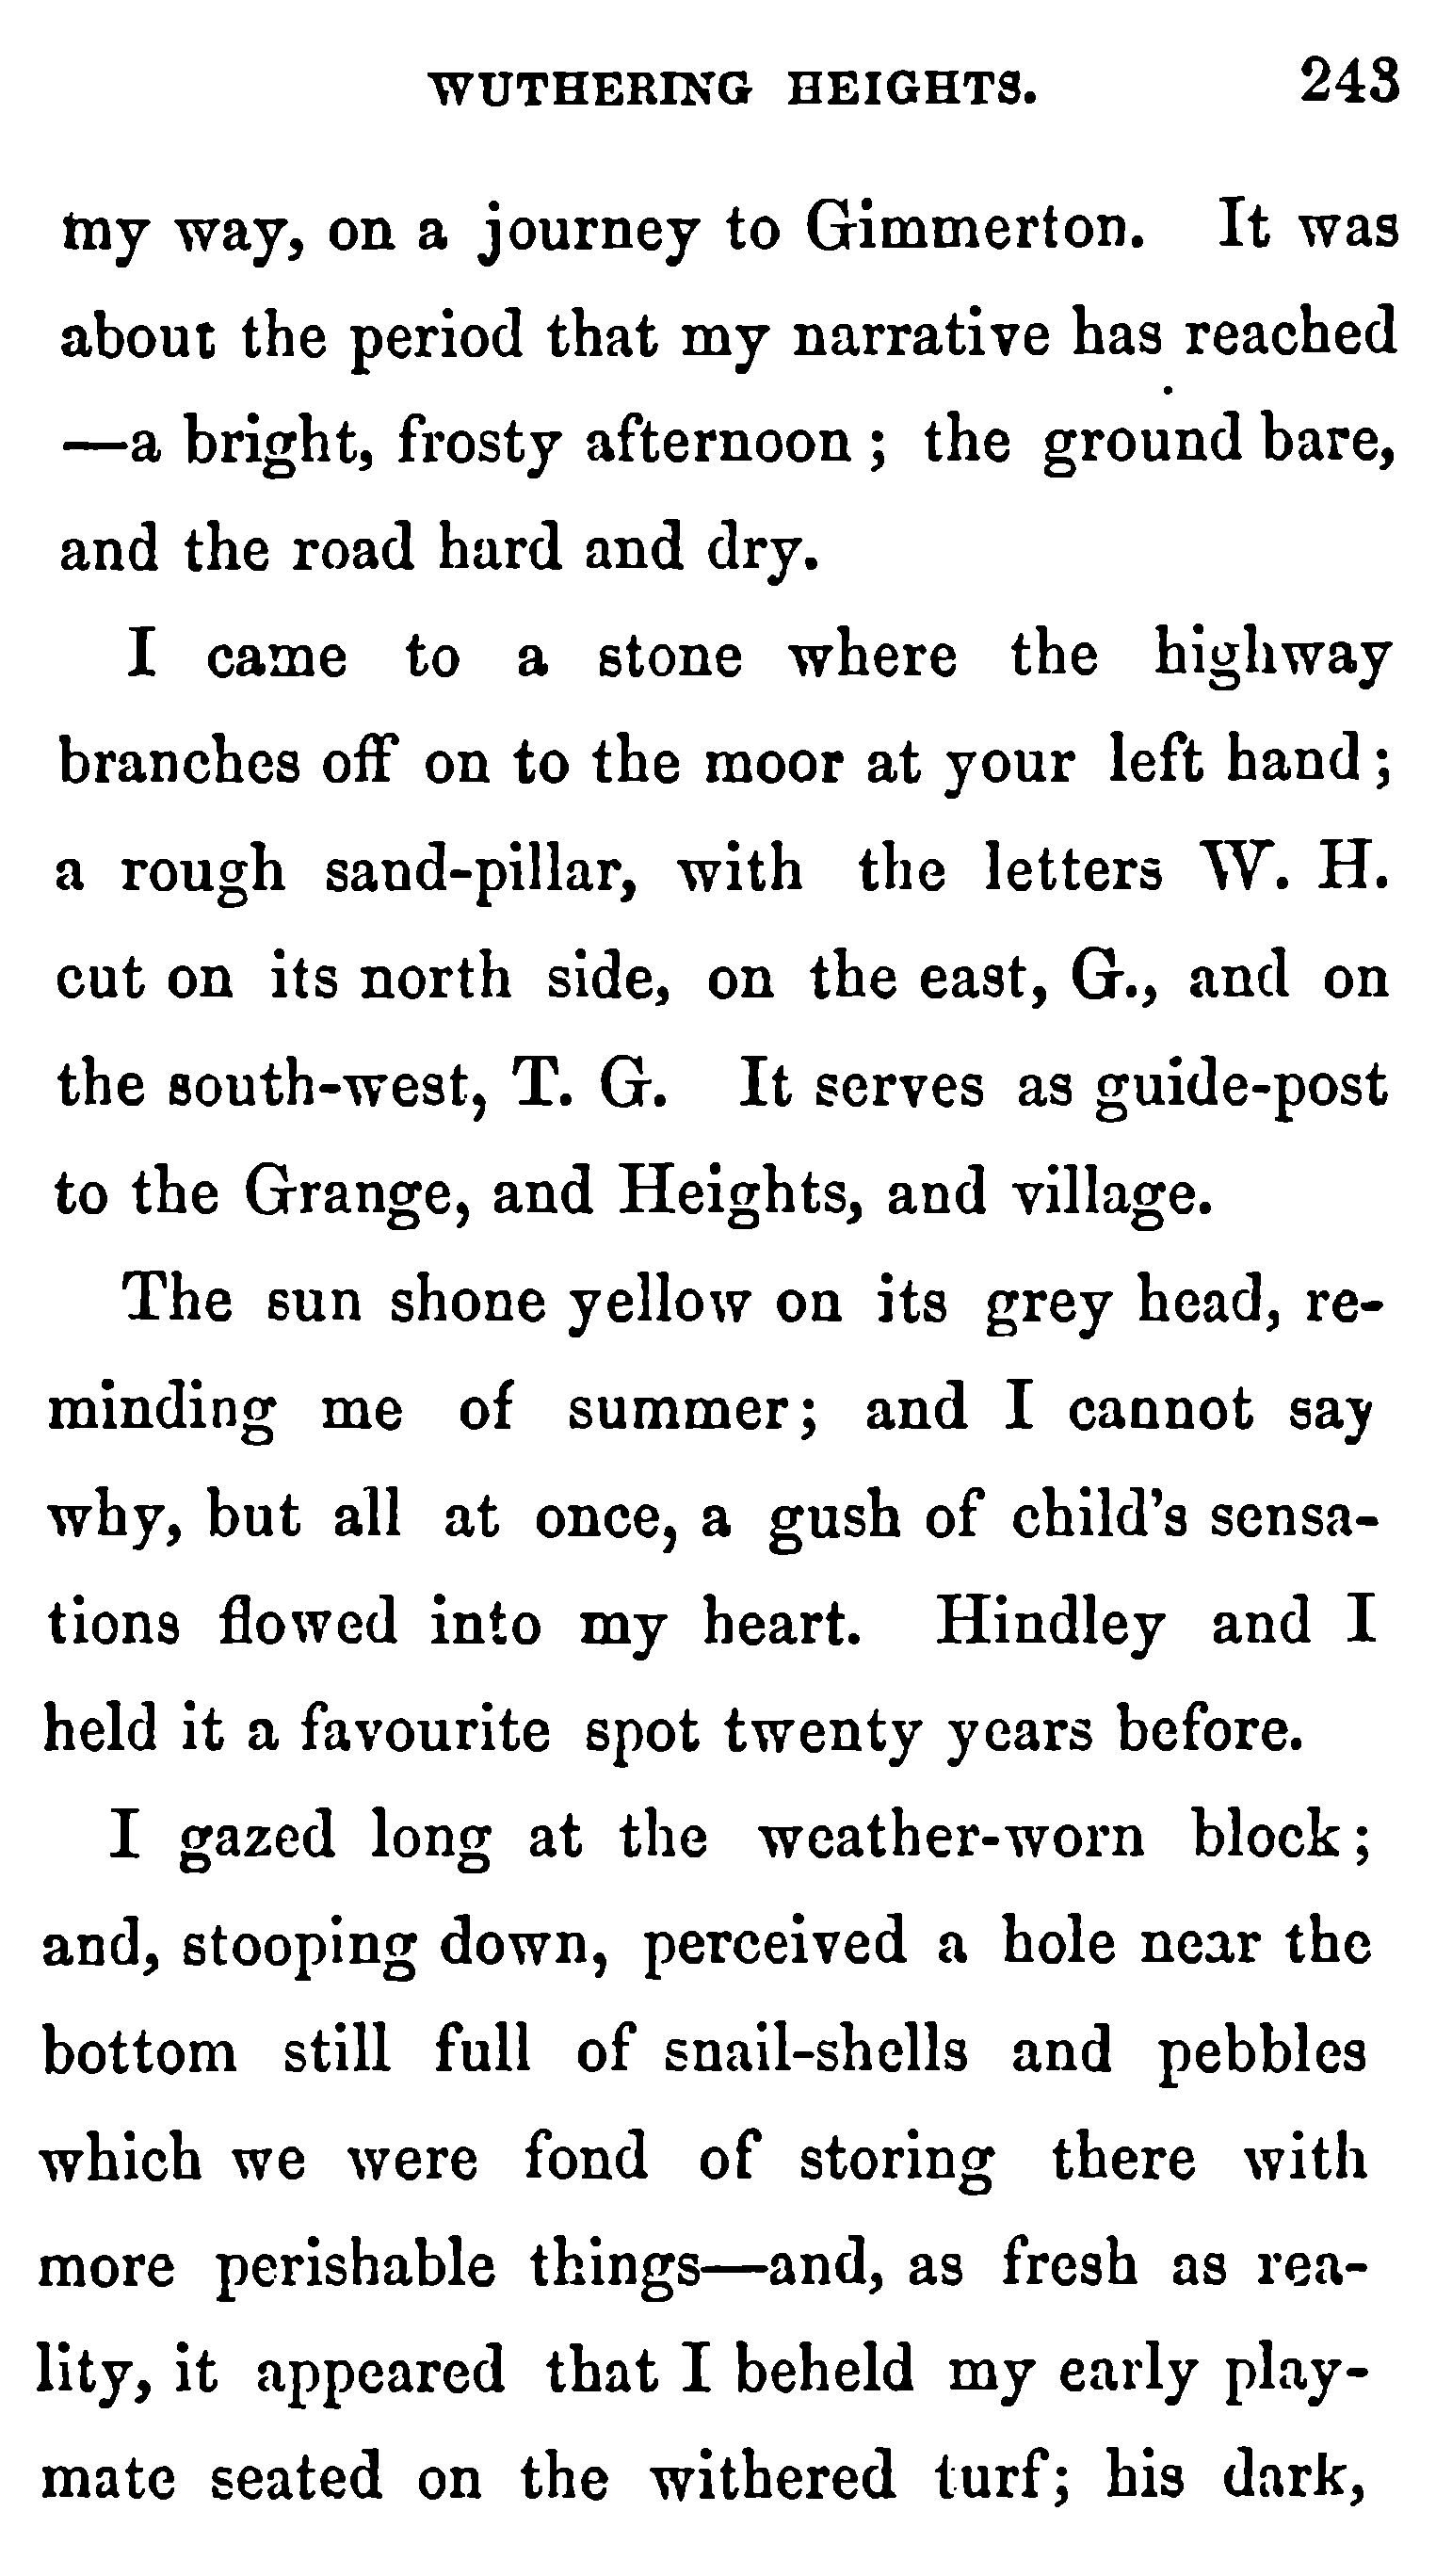 WUTHERING HEIGHTS. 243
my way, on a journey to Gimmerton. It was
about the period that my narrative has reached
—a bright, frosty afternoon; the ground bare,
and the road hard and dry.
I came to a stone where the highway
branches off on to the moor at your left hand;
a rough sand-pillar, with the letters W. H.
cut on its north side, on the east, G., and on
the south-west, T. G. It serves as guide-post
to the Grange, and Heights, and village.
The sun shone yellow on its grey head, re-
minding me of summer; and I cannot say
why, but all at once, a gush of child's sensa-
tions flowed into my heart. Hindley and I
held it a favourite spot twenty years before.
I gazed long at the weather-worn block;
and, stooping down, perceived a hole near the
bottom still full of snail-shells and pebbles
which we were fond of storing there with
more perishable things—and, as fresh as rea-
lity, it appeared that I beheld my early play-
mate seated on the withered turf; his dark,